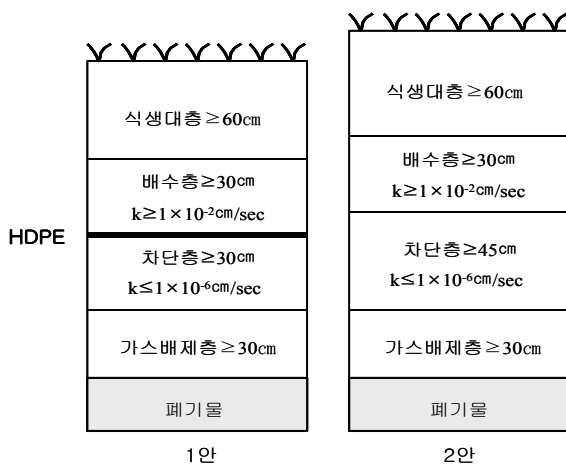 식생대층≥60㎝
배수층≥30㎝
k≥1×10-2㎝/sec
HDPE
차단층≥30㎝
k≤1×10-6㎝/sec
가스배제층≥30㎝
폐기물
1안
식생대층≥60㎝
배수층≥30㎝
k≥1×10-2㎝/sec
차단층≥45㎝
k≤1×10-6㎝/sec
가스배제층≥30㎝
폐기물
2안